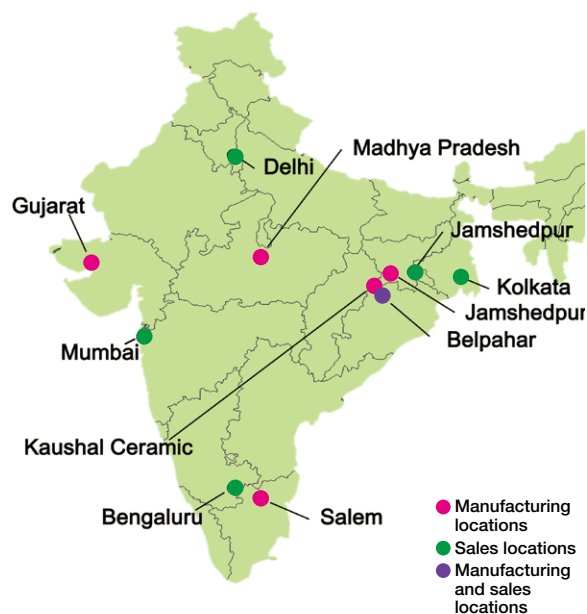 Madhya Pradesh
Delhi
Gujarat
Jamshedpur
Kolkata
Jamshedpur
Belpahar
Mumbai
Kaushal Ceramic
Bengaluru
Salem
Manufacturing
locations
Sales locations
Manufacturing
and sales
locations